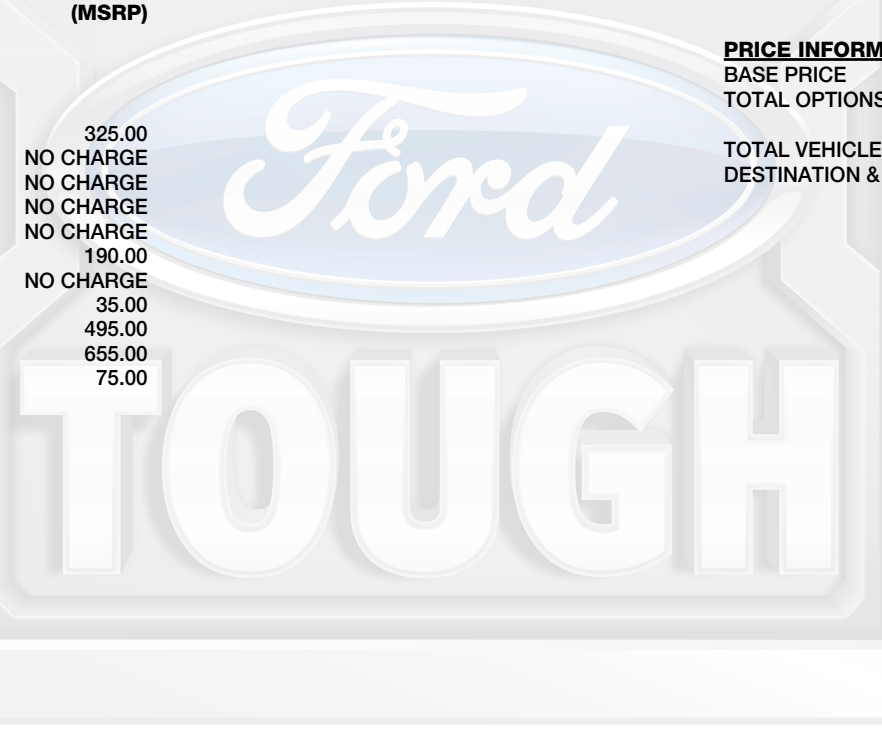 (MSRP)
325.00
NO CHARGE
NO CHARGE
NO CHARGE
NO CHARGE
190.00
NO CHARGE
35.00
495.00
655.00
75.00
PRICE INFORM
BASE PRICE
TOTAL OPTIONS
TOTAL VEHICLE
DESTINATION &
Ford
TOUGH